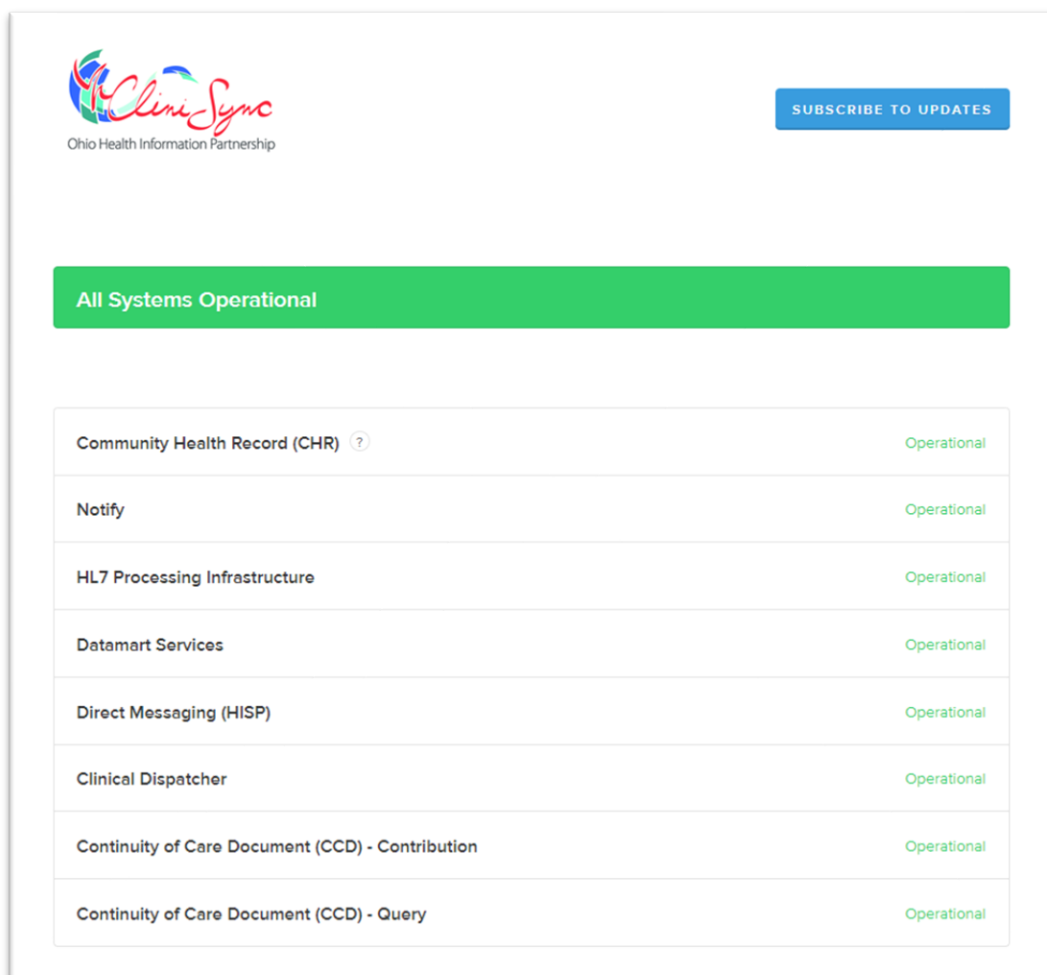 CliniSync
Ohio Health Information Partnership
SUBSCRIBE TO UPDATES
All Systems Operational
Community Health Record (CHR) ? Operational
Notify Operational
HL7 Processing Infrastructure Operational
Datamart Services Operational
Direct Messaging (HISP) Operational
Clinical Dispatcher Operational
Continuity of Care Document (CCD) - Contribution Operational
Continuity of Care Document (CCD) - Query Operational